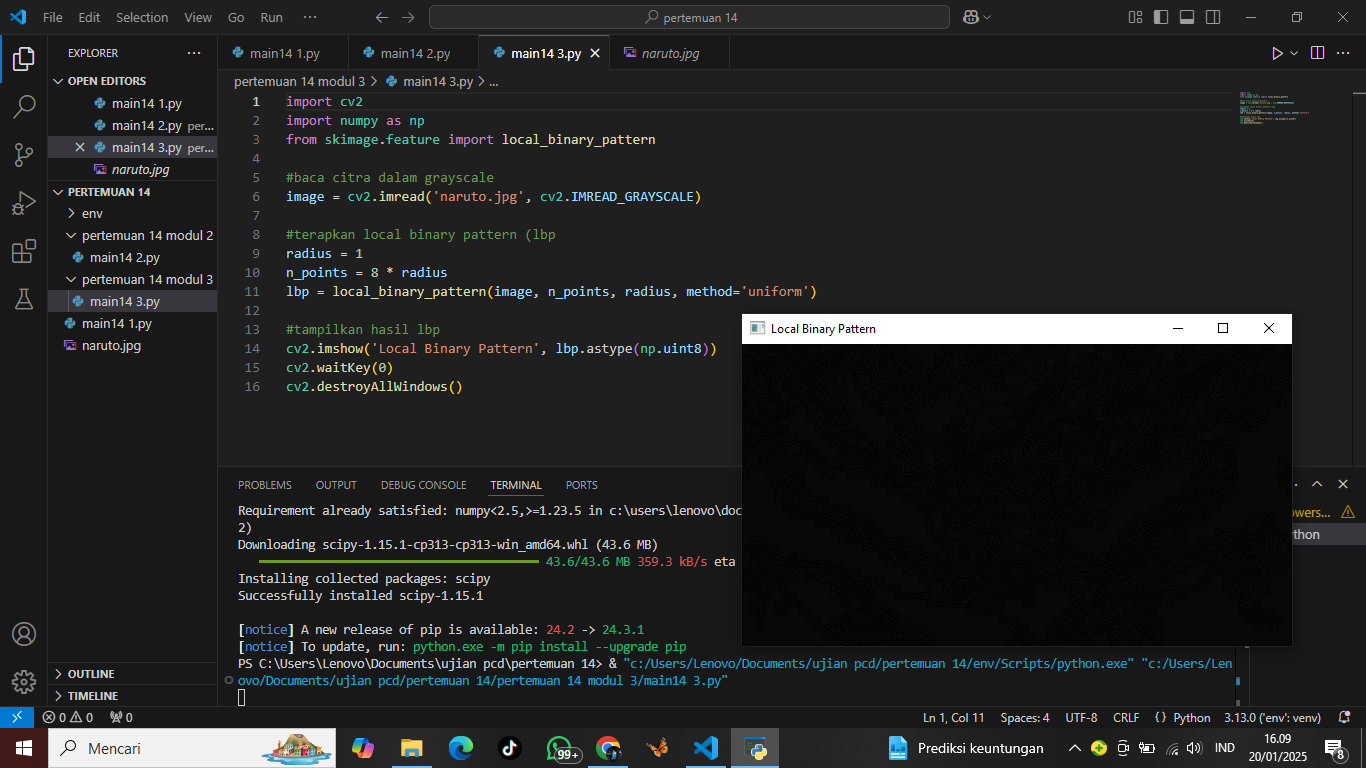 File Edit Selection View Go Run ··· pertemuan 14
EXPLORER ···
OPEN EDITORS
main14 1.py
main14 2.py per...
main14 3.py per...
naruto.jpg
PERTEMUAN 14
env
pertemuan 14 modul 2
main14 2.py
pertemuan 14 modul 3
main14 3.py
main14 1.py
naruto.jpg
OUTLINE
TIMELINE
main14 1.py main14 2.py main14 3.py naruto.jpg
pertemuan 14 modul 3 > main14 3.py > ...
1 import cv2
2 import numpy as np
3 from skimage.feature import local_binary_pattern
4
5 #baca citra dalam grayscale
6 image = cv2.imread('naruto.jpg', cv2.IMREAD_GRAYSCALE)
7
8 #terapkan local binary pattern (lbp
9 radius = 1
10 n_points = 8 * radius
11 lbp = local_binary_pattern(image, n_points, radius, method='uniform')
12
13 #tampilkan hasil lbp
14 cv2.imshow('Local Binary Pattern', lbp.astype(np.uint8))
15 cv2.waitKey(0)
16 cv2.destroyAllWindows()
Local Binary Pattern
PROBLEMS OUTPUT DEBUG CONSOLE TERMINAL PORTS
Requirement already satisfied: numpy<2.5,>=1.23.5 in c:\users\lenovo\doc
2)
Downloading scipy-1.15.1-cp313-cp313-win_amd64.whl (43.6 MB)
43.6/43.6 MB 359.3 kB/s eta
Installing collected packages: scipy
Successfully installed scipy-1.15.1
[notice] A new release of pip is available: 24.2 -> 24.3.1
[notice] To update, run: python.exe -m pip install --upgrade pip
PS C:\Users\Lenovo\Documents\ujian pcd\pertemuan 14> & "c:/Users/Lenovo/Documents/ujian pcd/pertemuan 14/env/Scripts/python.exe" "c:/Users/Len
ovo/Documents/ujian pcd/pertemuan 14/pertemuan 14 modul 3/main14 3.py"
owers...
thon
0 0 0 Ln 1, Col 11 Spaces: 4 UTF-8 CRLF {} Python 3.13.0 ('env': venv)
Mencari 99+ Prediksi keuntungan IND 16.09
20/01/2025 8